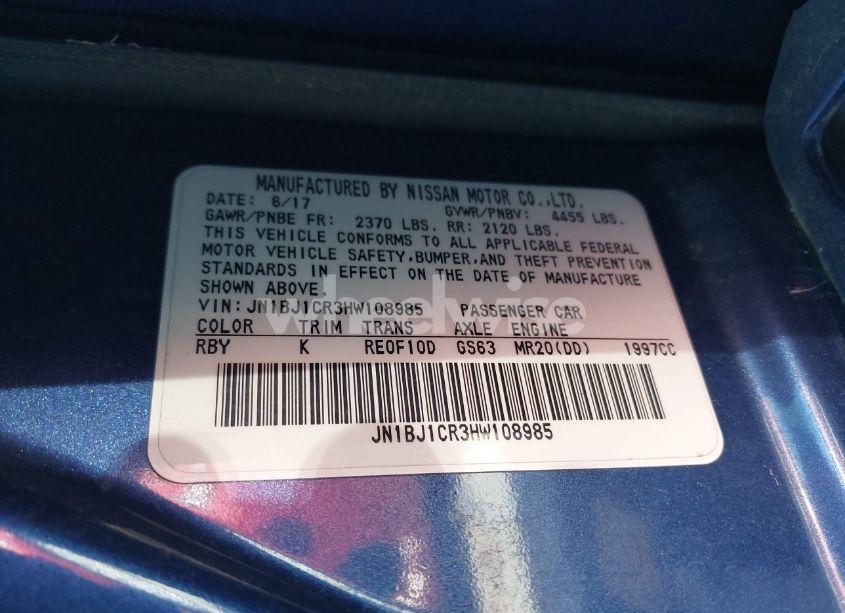 MANUFACTURED BY NISSAN MOTOR CO.,LTD.
DATE: 6/17 GVWR/PNBV: 4455 LBS.
GAWR/PNBE FR: 2370 LBS. RR: 2120 LBS.
THIS VEHICLE CONFORMS TO ALL APPLICABLE FEDERAL
MOTOR VEHICLE SAFETY,BUMPER,AND THEFT PREVENTION
STANDARDS IN EFFECT ON THE DATE OF MANUFACTURE
SHOWN ABOVE.
VIN:JN1BJ1CR3HW108985 PASSENGER CAR
COLOR TRIM TRANS AXLE ENGINE
RBY K RE0F10D GS63 MR20(DD) 1997CC
JN1BJ1CR3HW108985
wheelwise